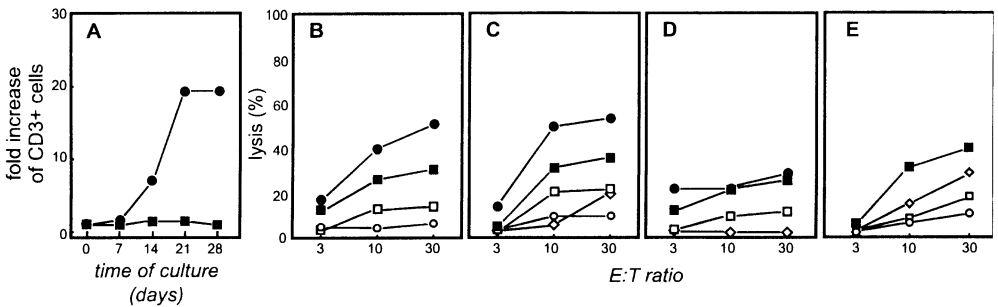 fold increase
of CD3+ cells
30
20
10
0
A
0 7 14 21 28
time of culture
(days)
lysis (%)
100
80
60
40
20
0
B
3 10 30
C
3 10 30
D
3 10 30
E
3 10 30
E:T ratio